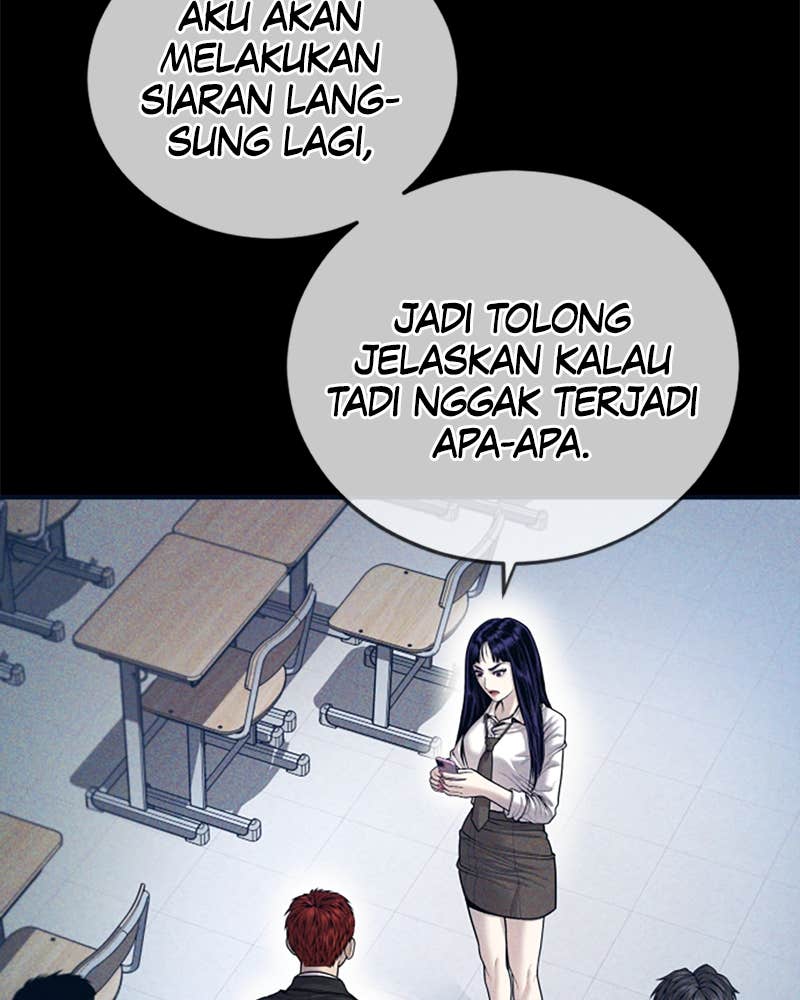 AKU AKAN
MELAKUKAN
SIARAN LANG-
SUNG LAGI,
JADI TOLONG
JELASKAN KALAU
TADI NGGAK TERJADI
APA-APA.